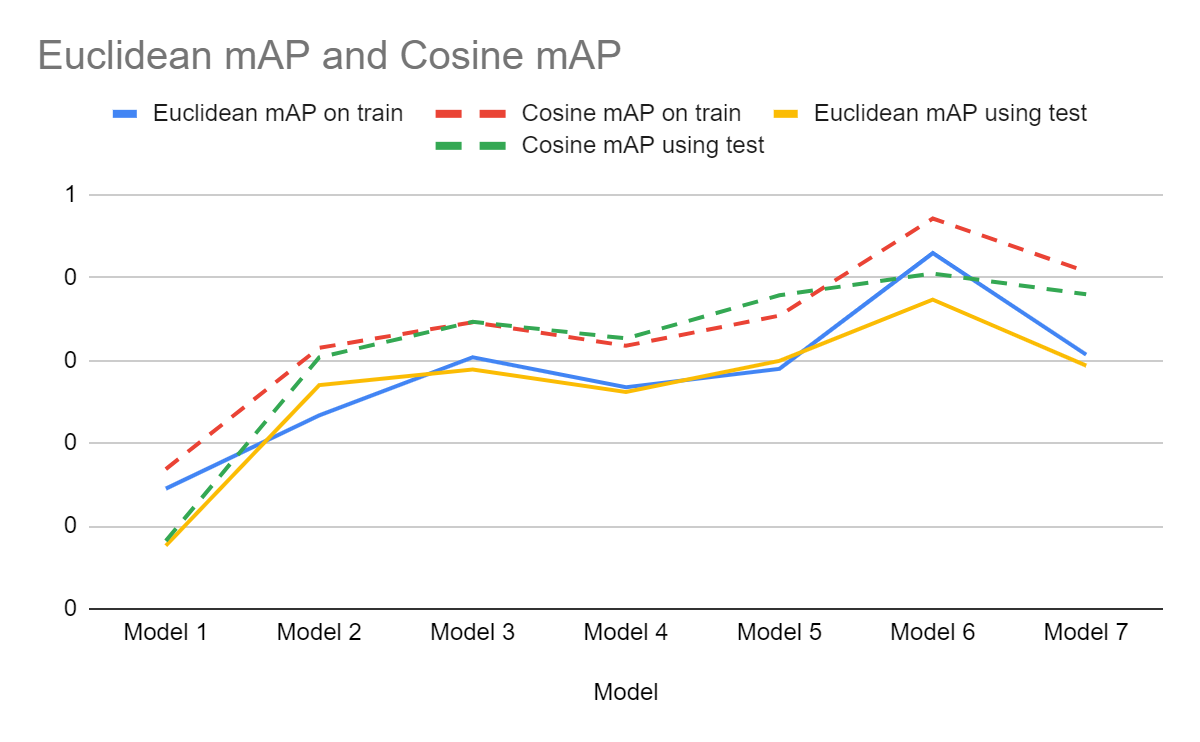 Euclidean mAP and Cosine mAP
Euclidean mAP on train Cosine mAP on train Euclidean mAP using test
Cosine mAP using test
1
0
0
0
0
0
Model 1 Model 2 Model 3 Model 4 Model 5 Model 6 Model 7
Model